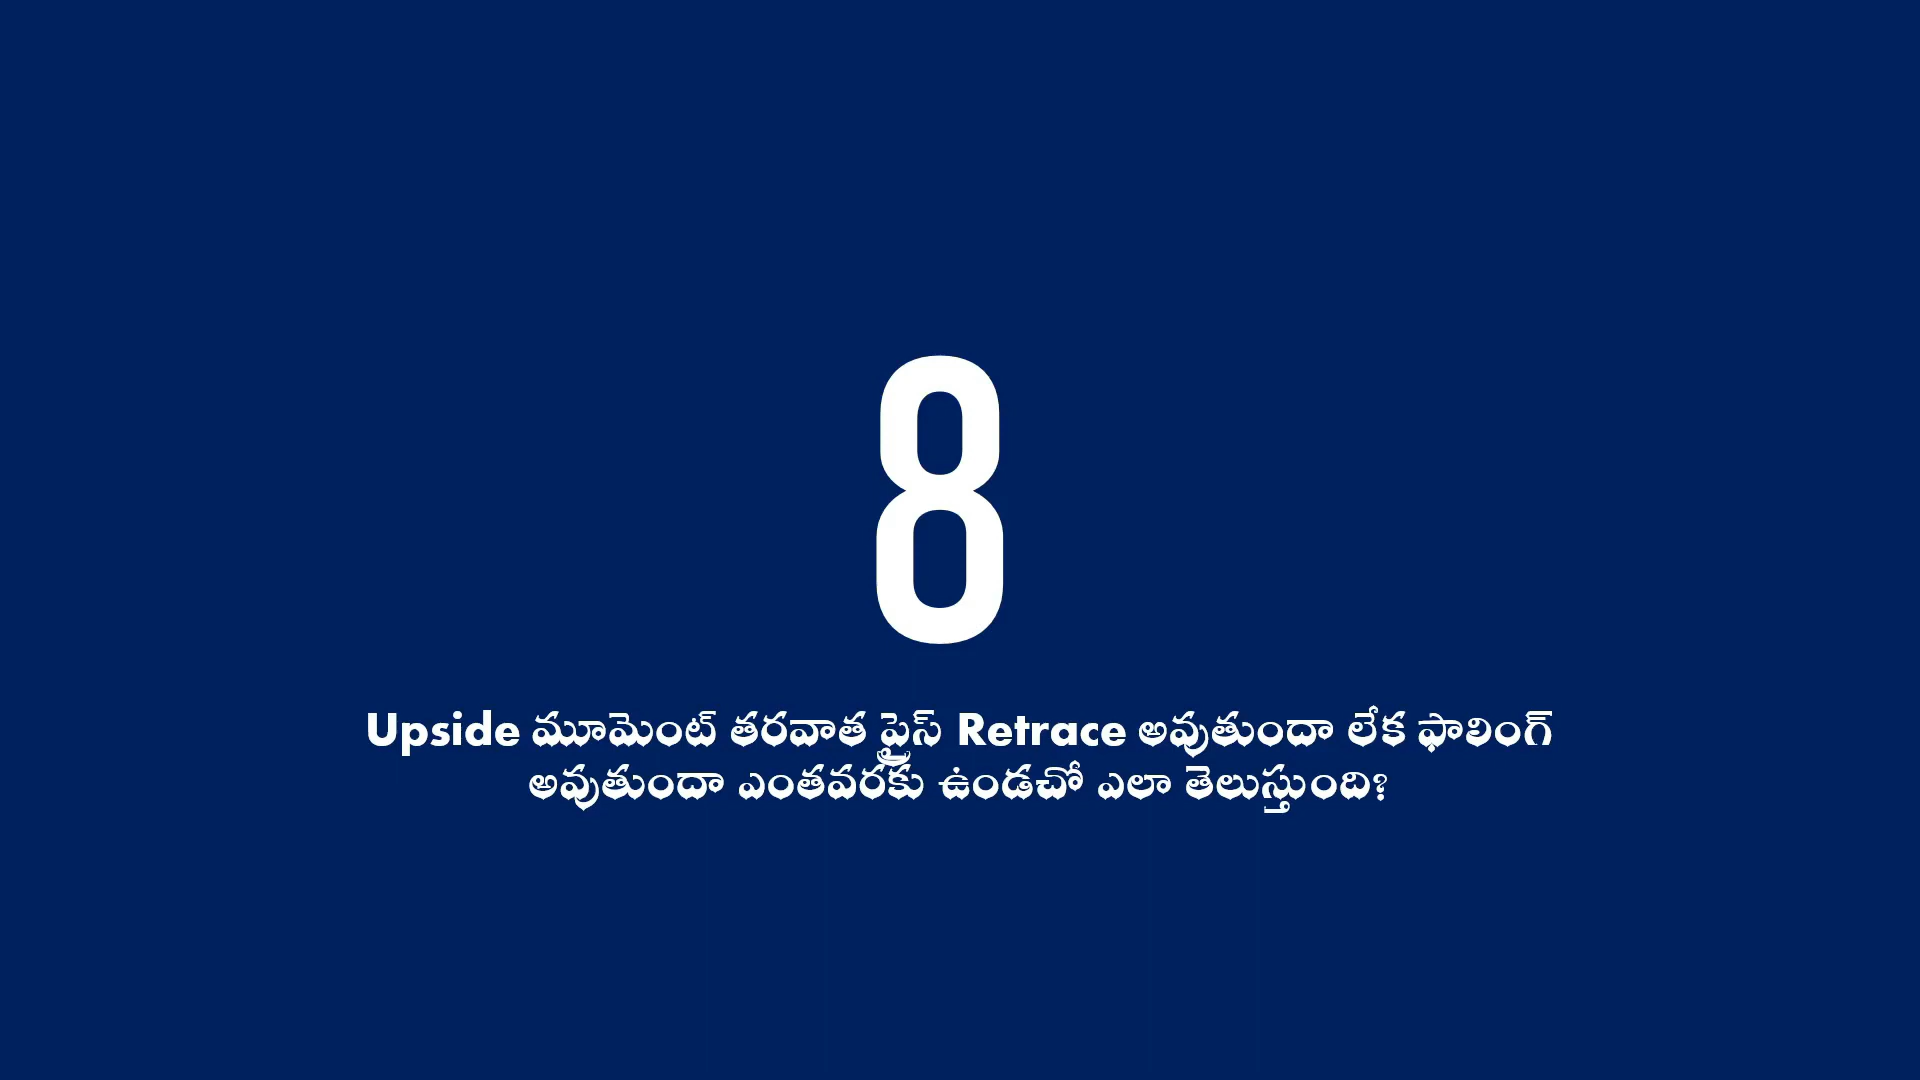 8
Upside మూమెంట్ తరవాత ప్రైస్ Retrace అవుతుందా లేక ఫాలింగ్
అవుతుందా ఎంతవరకు ఉండచో ఎలా తెలుస్తుంది?